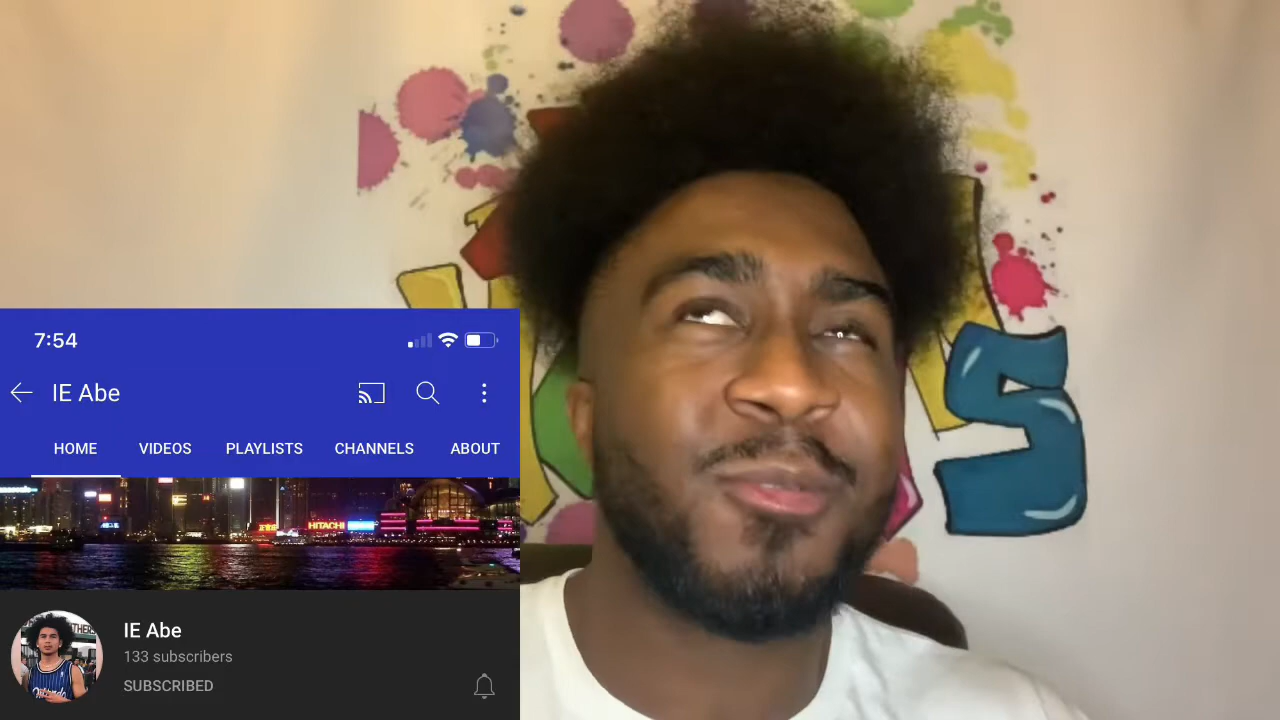 S
7:54
IE Abe
HOME VIDEOS PLAYLISTS CHANNELS ABOUT
HITACHI
IE Abe
133 subscribers
SUBSCRIBED